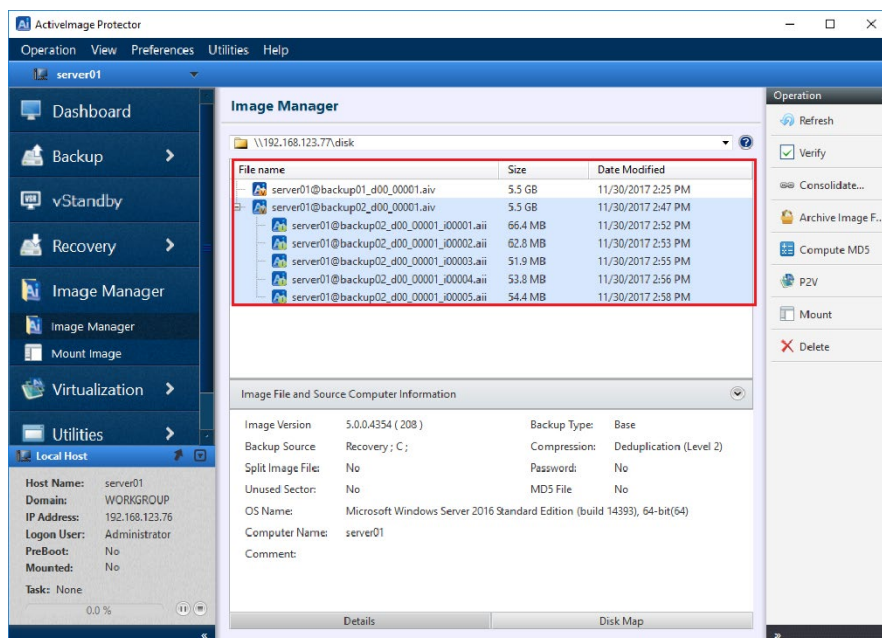 ActiveImage Protector
Operation View Preferences Utilities Help
server01
Dashboard
Backup
vStandby
Recovery
Image Manager
Image Manager
Mount Image
Virtualization
Utilities
Local Host
Host Name: server01
Domain: WORKGROUP
IP Address: 192.168.123.76
Logon User: Administrator
PreBoot: No
Mounted: No
Task: None
0.0 %
Image Manager
\\192.168.123.77\disk
File name Size Date Modified
server01@backup01_d00_00001.aiv 5.5 GB 11/30/2017 2:25 PM
server01@backup02_d00_00001.aiv 5.5 GB 11/30/2017 2:47 PM
server01@backup02_d00_00001_i00001.aii 66.4 MB 11/30/2017 2:52 PM
server01@backup02_d00_00001_i00002.aii 62.8 MB 11/30/2017 2:53 PM
server01@backup02_d00_00001_i00003.aii 51.9 MB 11/30/2017 2:55 PM
server01@backup02_d00_00001_i00004.aii 53.8 MB 11/30/2017 2:56 PM
server01@backup02_d00_00001_i00005.aii 54.4 MB 11/30/2017 2:58 PM
Image File and Source Computer Information
Image Version 5.0.0.4354 ( 208 ) Backup Type: Base
Backup Source Recovery ; C ; Compression: Deduplication (Level 2)
Split Image File: No Password: No
Unused Sector: No MD5 File No
OS Name: Microsoft Windows Server 2016 Standard Edition (build 14393), 64-bit(64)
Computer Name: server01
Comment:
Details Disk Map
Operation
Refresh
Verify
Consolidate...
Archive Image F...
Compute MD5
P2V
Mount
Delete